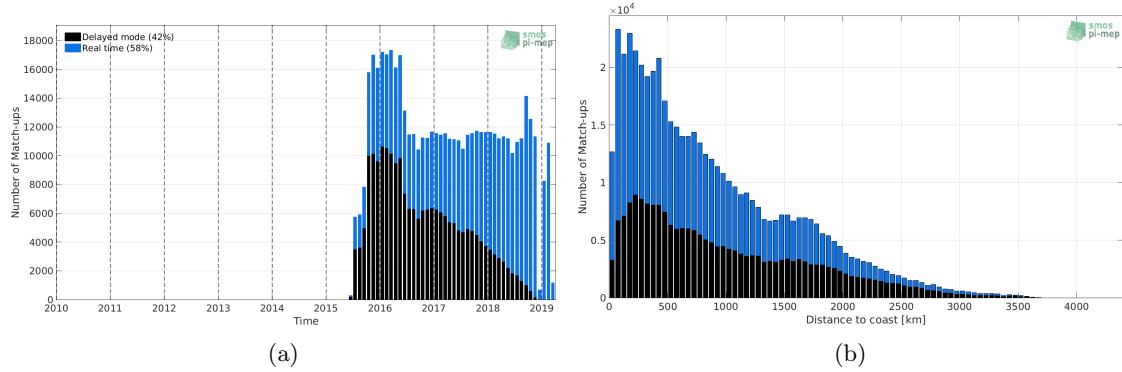 Delayed mode (42%)
Real time (58%)
smos
pi-mep
18000
16000
14000
12000
10000
8000
6000
4000
2000
0
Number of Match-ups
2010 2011 2012 2013 2014 2015 2016 2017 2018 2019
Time
(a)
×10⁴
smos
pi-mep
2
1.5
1
0.5
0
Number of Match-ups
0 500 1000 1500 2000 2500 3000 3500 4000
Distance to coast [km]
(b)